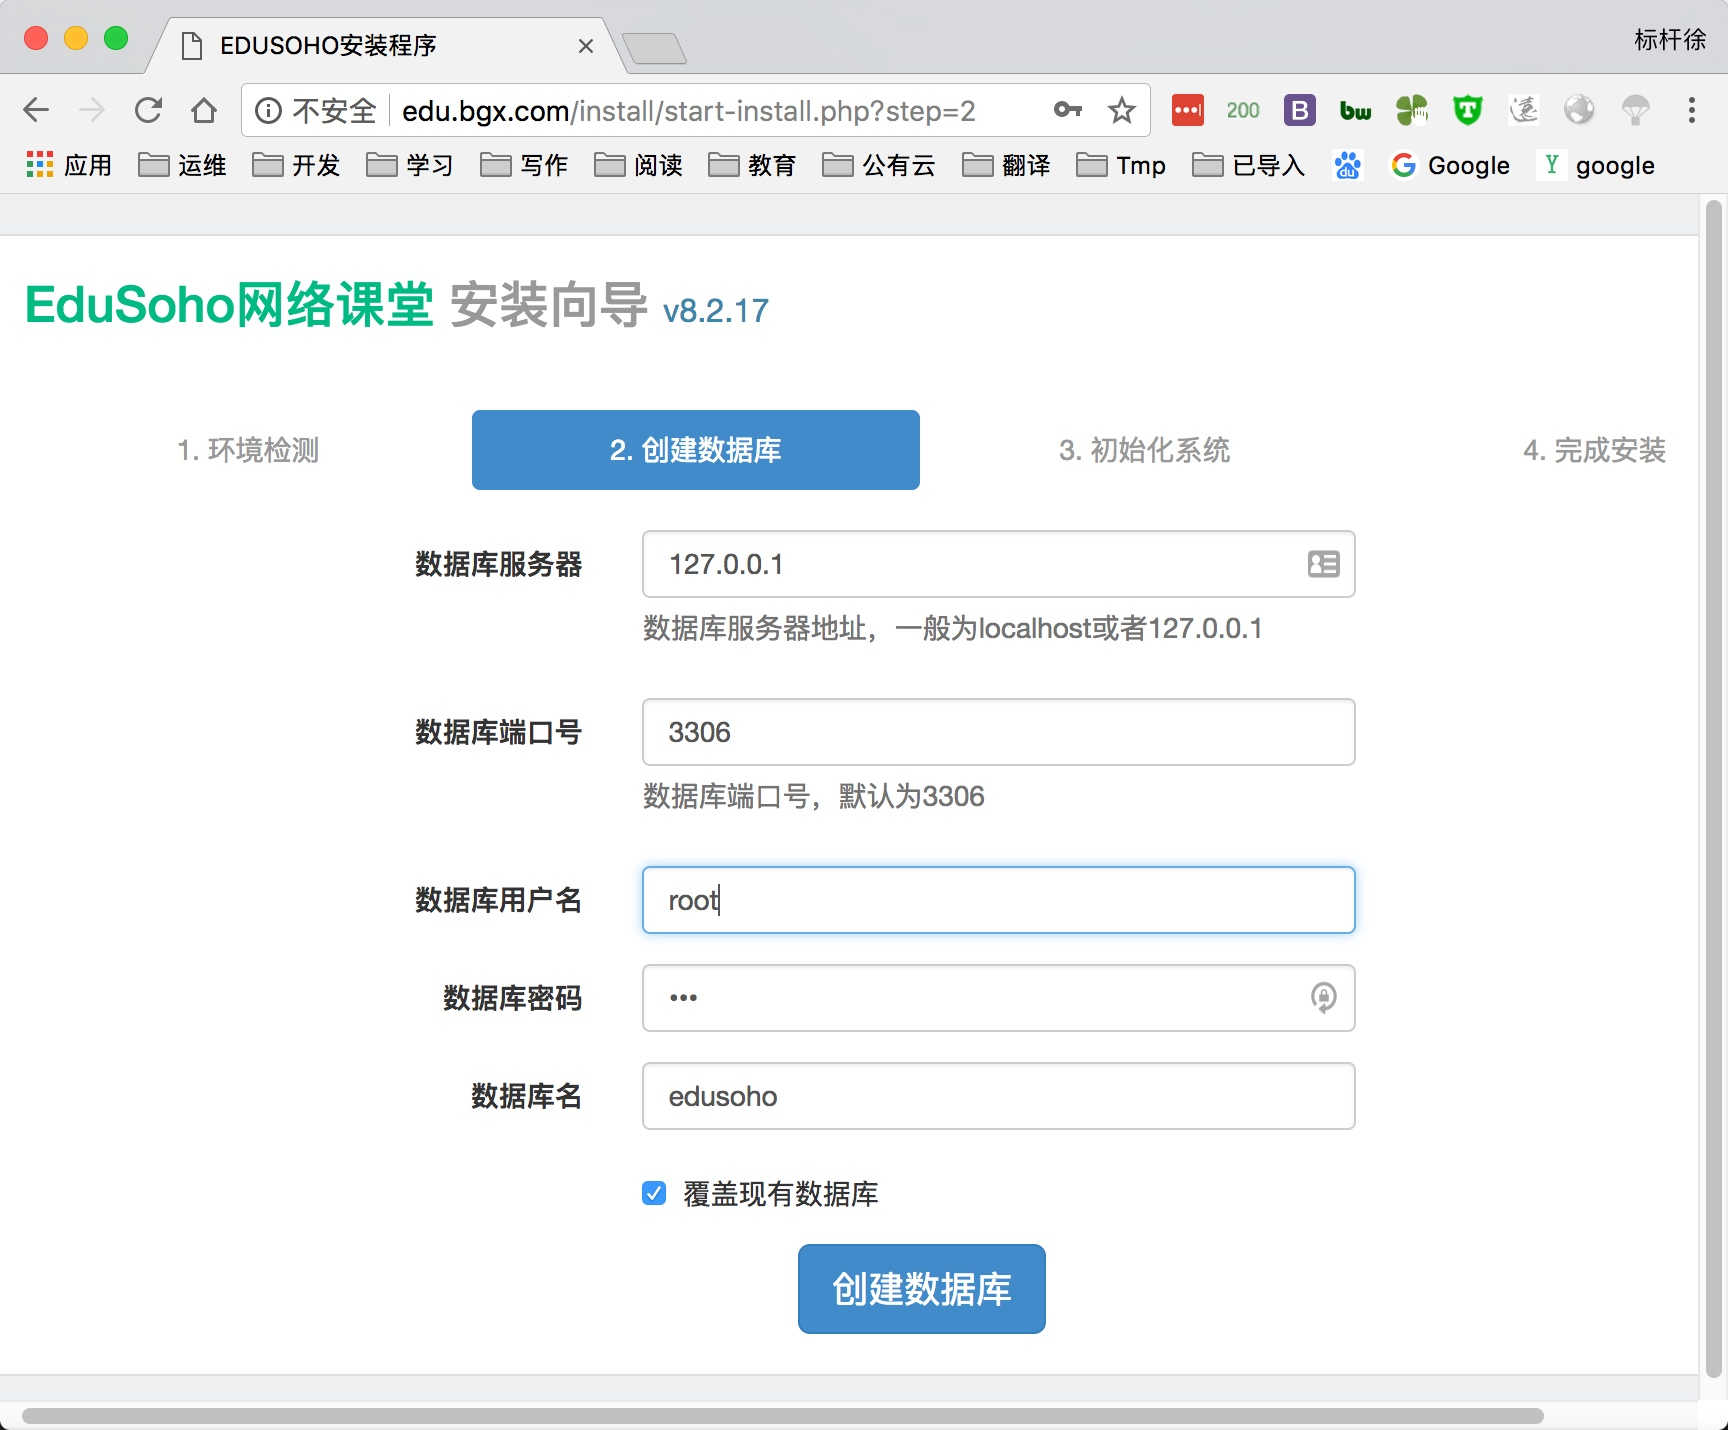 EDUSOHO安装程序
标杆徐
不安全 edu.bgx.com/install/start-install.php?step=2
200 B bw T
应用 运维 开发 学习 写作 阅读 教育 公有云 翻译 Tmp 已导入 du Google Y google
EduSoho网络课堂 安装向导 v8.2.17
1. 环境检测 2. 创建数据库 3. 初始化系统 4. 完成安装
数据库服务器 127.0.0.1
数据库服务器地址，一般为localhost或者127.0.0.1
数据库端口号 3306
数据库端口号，默认为3306
数据库用户名 root
数据库密码 •••
数据库名 edusoho
覆盖现有数据库
创建数据库